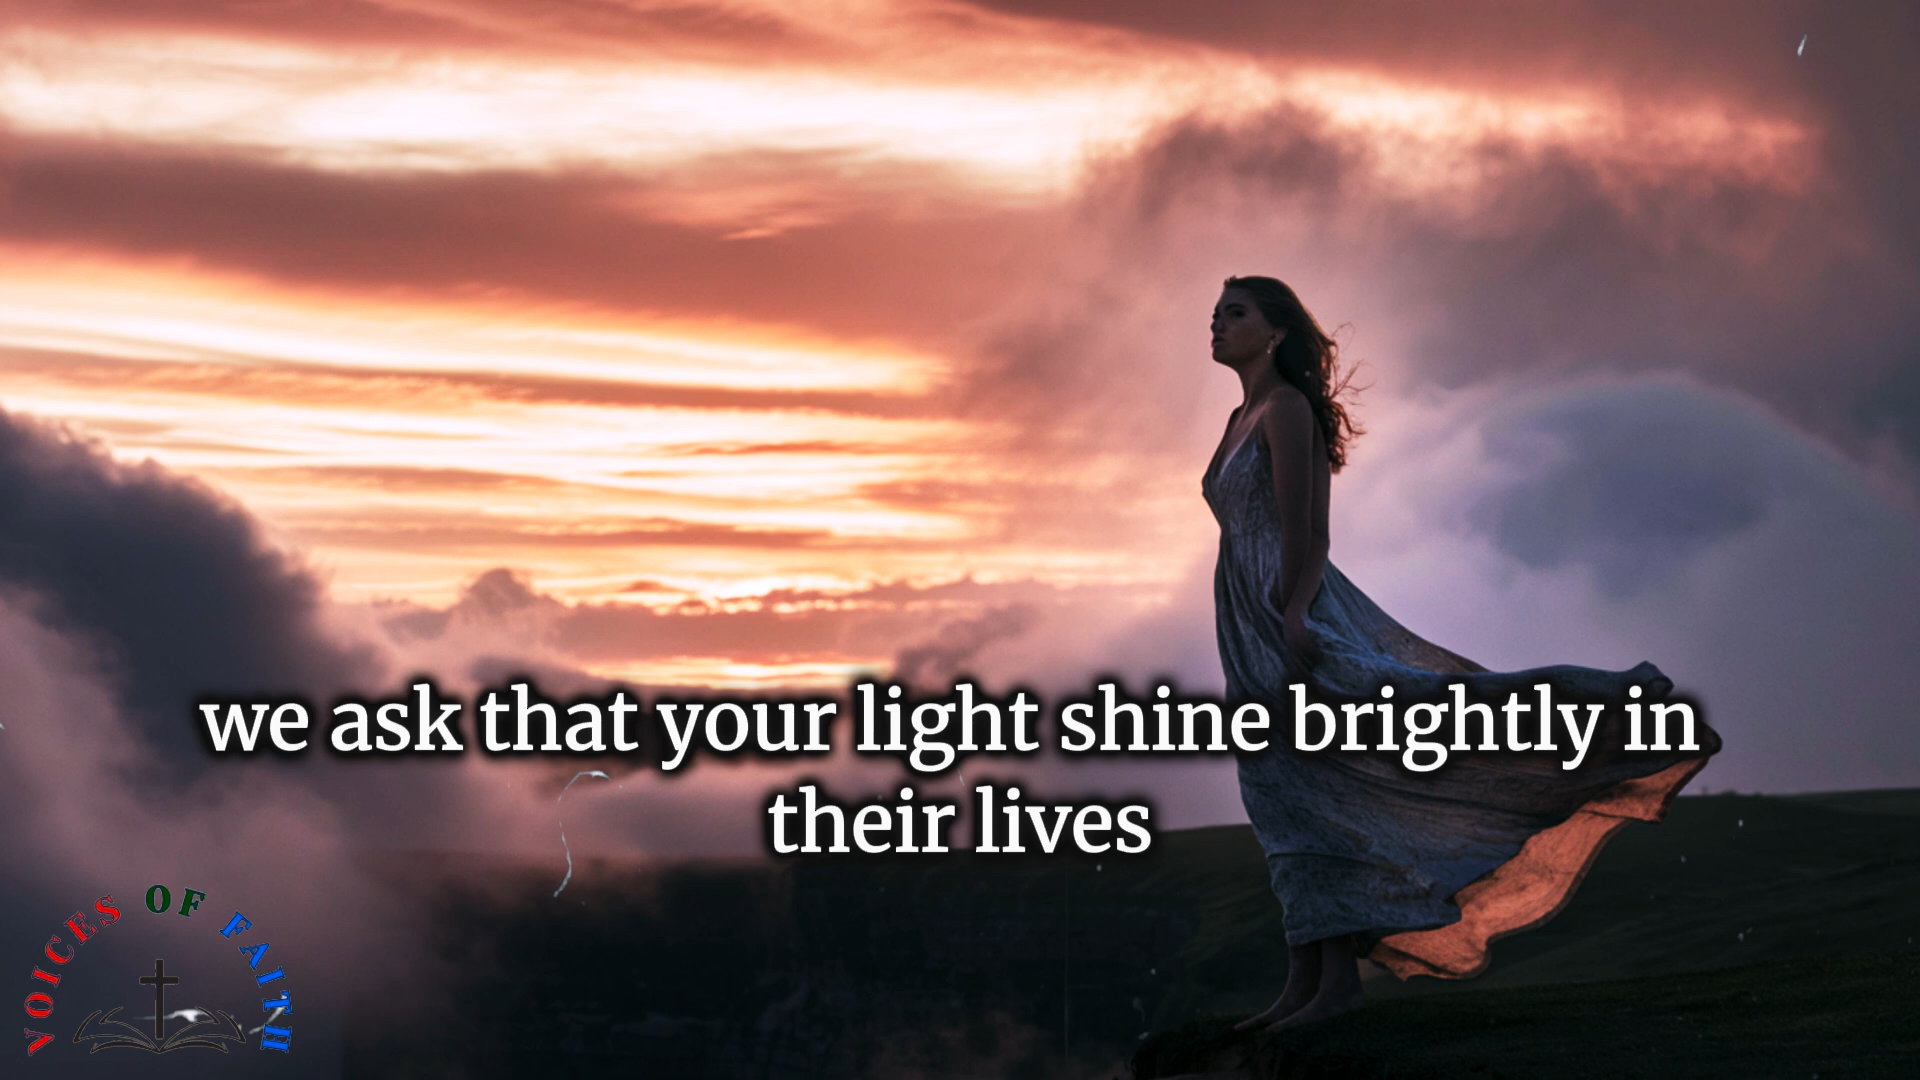 we ask that your light shine brightly in
their lives
VOICES OF FAITH